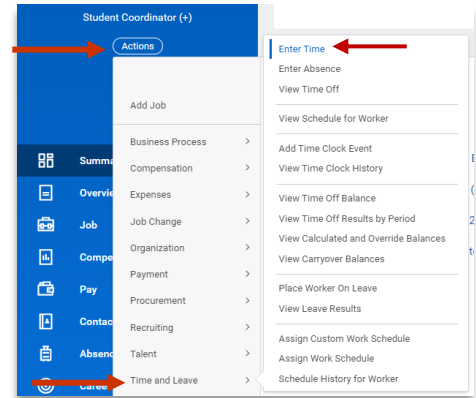 Student Coordinator (+)
Actions
Add Job
Business Process
Compensation
Expenses
Job Change
Organization
Payment
Procurement
Recruiting
Talent
Time and Leave
Enter Time
Enter Absence
View Time Off
View Schedule for Worker
Add Time Clock Event
View Time Clock History
View Time Off Balance
View Time Off Results by Period
View Calculated and Override Balances
View Carryover Balances
Place Worker On Leave
View Leave Results
Assign Custom Work Schedule
Assign Work Schedule
Schedule History for Worker
Summa
Overvie
Job
Compe
Pay
Contac
Absenc
Career